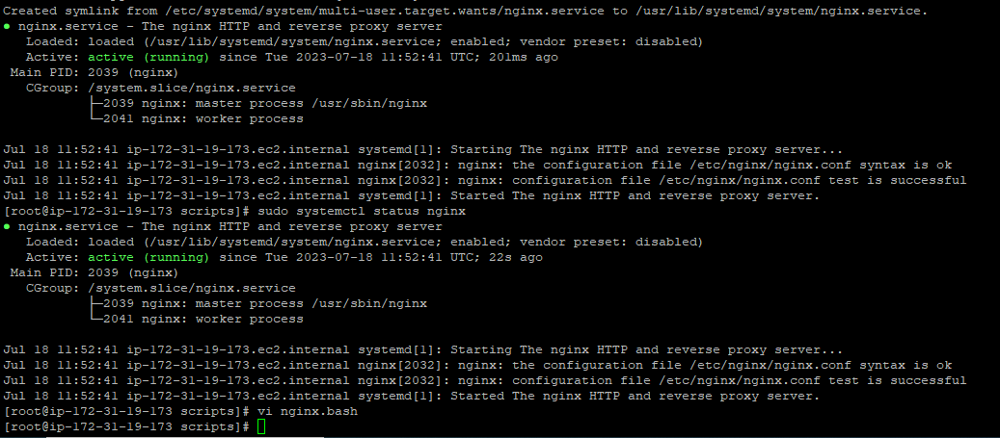 Created symlink from /etc/systemd/system/multi-user.target.wants/nginx.service to /usr/lib/systemd/system/nginx.service.
● nginx.service - The nginx HTTP and reverse proxy server
   Loaded: loaded (/usr/lib/systemd/system/nginx.service; enabled; vendor preset: disabled)
   Active: active (running) since Tue 2023-07-18 11:52:41 UTC; 201ms ago
 Main PID: 2039 (nginx)
   CGroup: /system.slice/nginx.service
           ├─2039 nginx: master process /usr/sbin/nginx
           └─2041 nginx: worker process

Jul 18 11:52:41 ip-172-31-19-173.ec2.internal systemd[1]: Starting The nginx HTTP and reverse proxy server...
Jul 18 11:52:41 ip-172-31-19-173.ec2.internal nginx[2032]: nginx: the configuration file /etc/nginx/nginx.conf syntax is ok
Jul 18 11:52:41 ip-172-31-19-173.ec2.internal nginx[2032]: nginx: configuration file /etc/nginx/nginx.conf test is successful
Jul 18 11:52:41 ip-172-31-19-173.ec2.internal systemd[1]: Started The nginx HTTP and reverse proxy server.
[root@ip-172-31-19-173 scripts]# sudo systemctl status nginx
● nginx.service - The nginx HTTP and reverse proxy server
   Loaded: loaded (/usr/lib/systemd/system/nginx.service; enabled; vendor preset: disabled)
   Active: active (running) since Tue 2023-07-18 11:52:41 UTC; 22s ago
 Main PID: 2039 (nginx)
   CGroup: /system.slice/nginx.service
           ├─2039 nginx: master process /usr/sbin/nginx
           └─2041 nginx: worker process

Jul 18 11:52:41 ip-172-31-19-173.ec2.internal systemd[1]: Starting The nginx HTTP and reverse proxy server...
Jul 18 11:52:41 ip-172-31-19-173.ec2.internal nginx[2032]: nginx: the configuration file /etc/nginx/nginx.conf syntax is ok
Jul 18 11:52:41 ip-172-31-19-173.ec2.internal nginx[2032]: nginx: configuration file /etc/nginx/nginx.conf test is successful
Jul 18 11:52:41 ip-172-31-19-173.ec2.internal systemd[1]: Started The nginx HTTP and reverse proxy server.
[root@ip-172-31-19-173 scripts]# vi nginx.bash
[root@ip-172-31-19-173 scripts]#